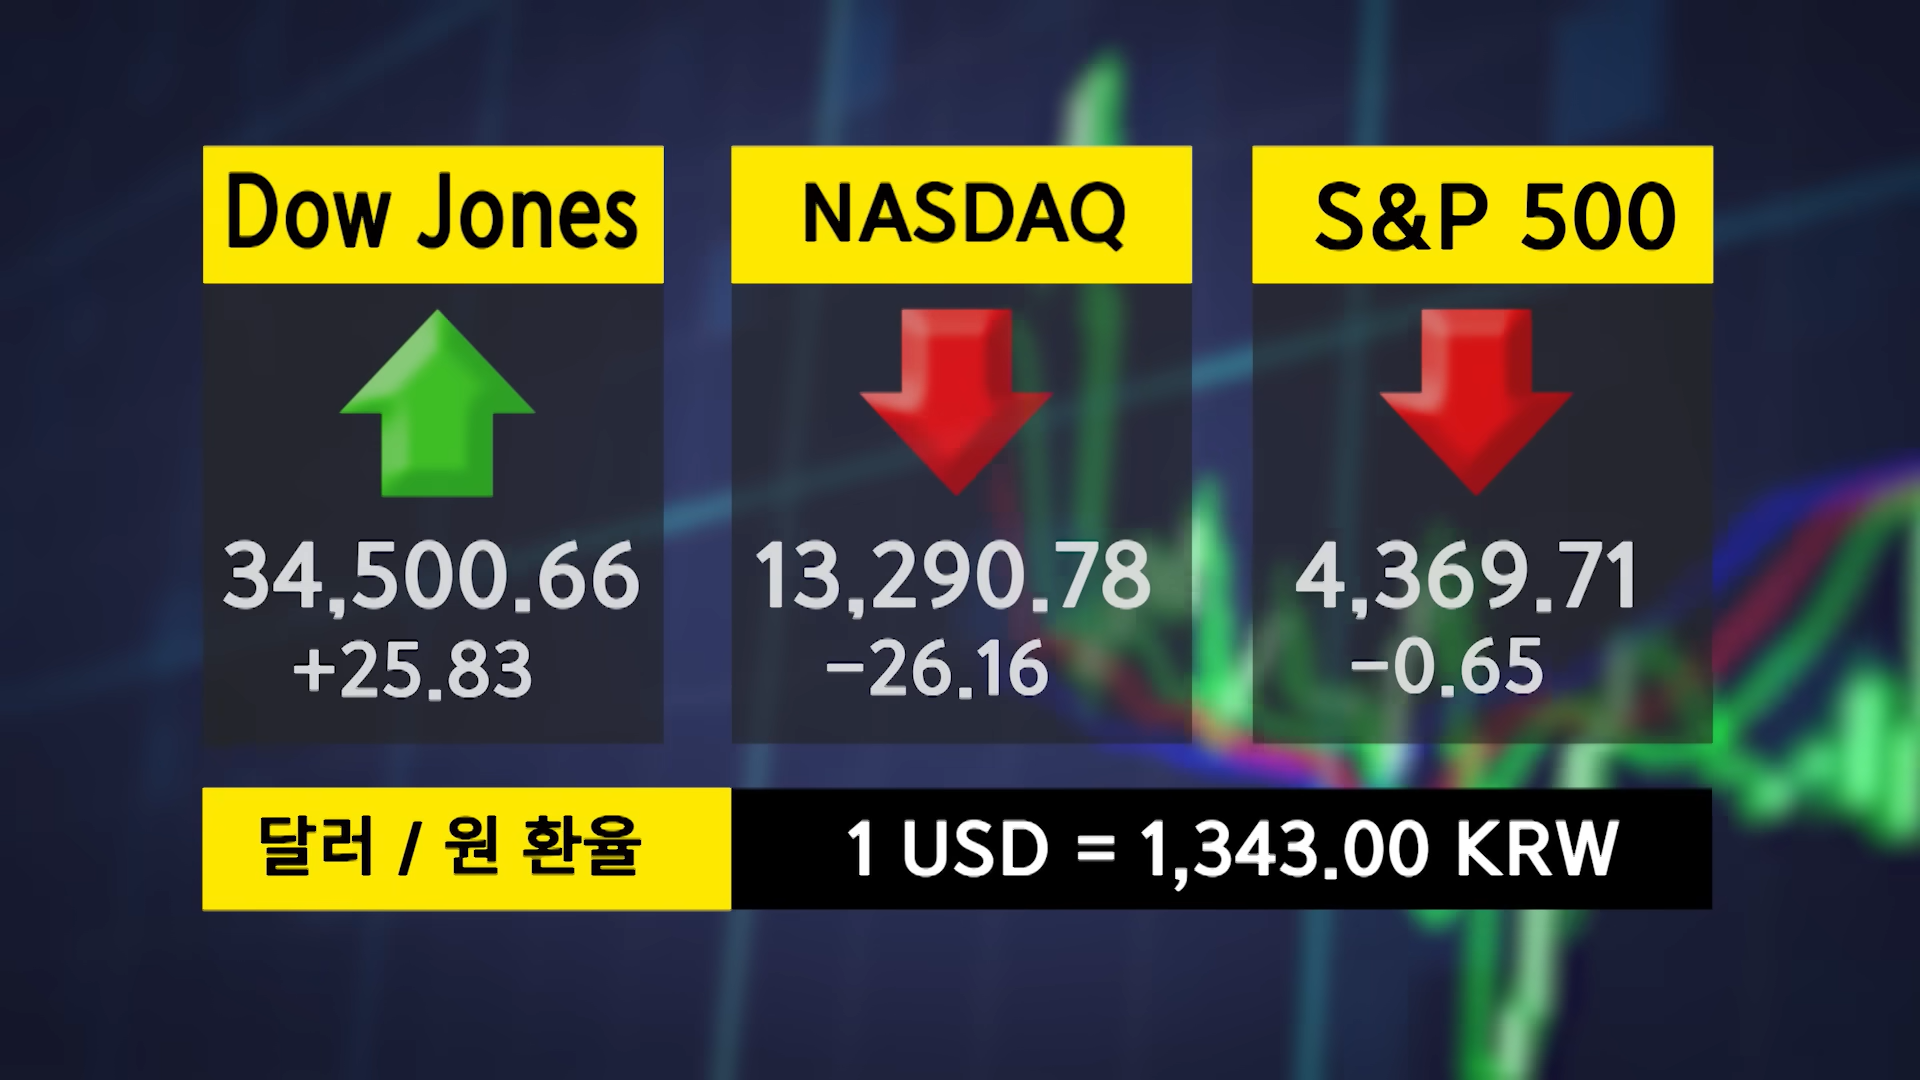 Dow Jones
34,500.66
+25.83
NASDAQ
13,290.78
−26.16
S&P 500
4,369.71
−0.65
달러 / 원 환율
1 USD = 1,343.00 KRW